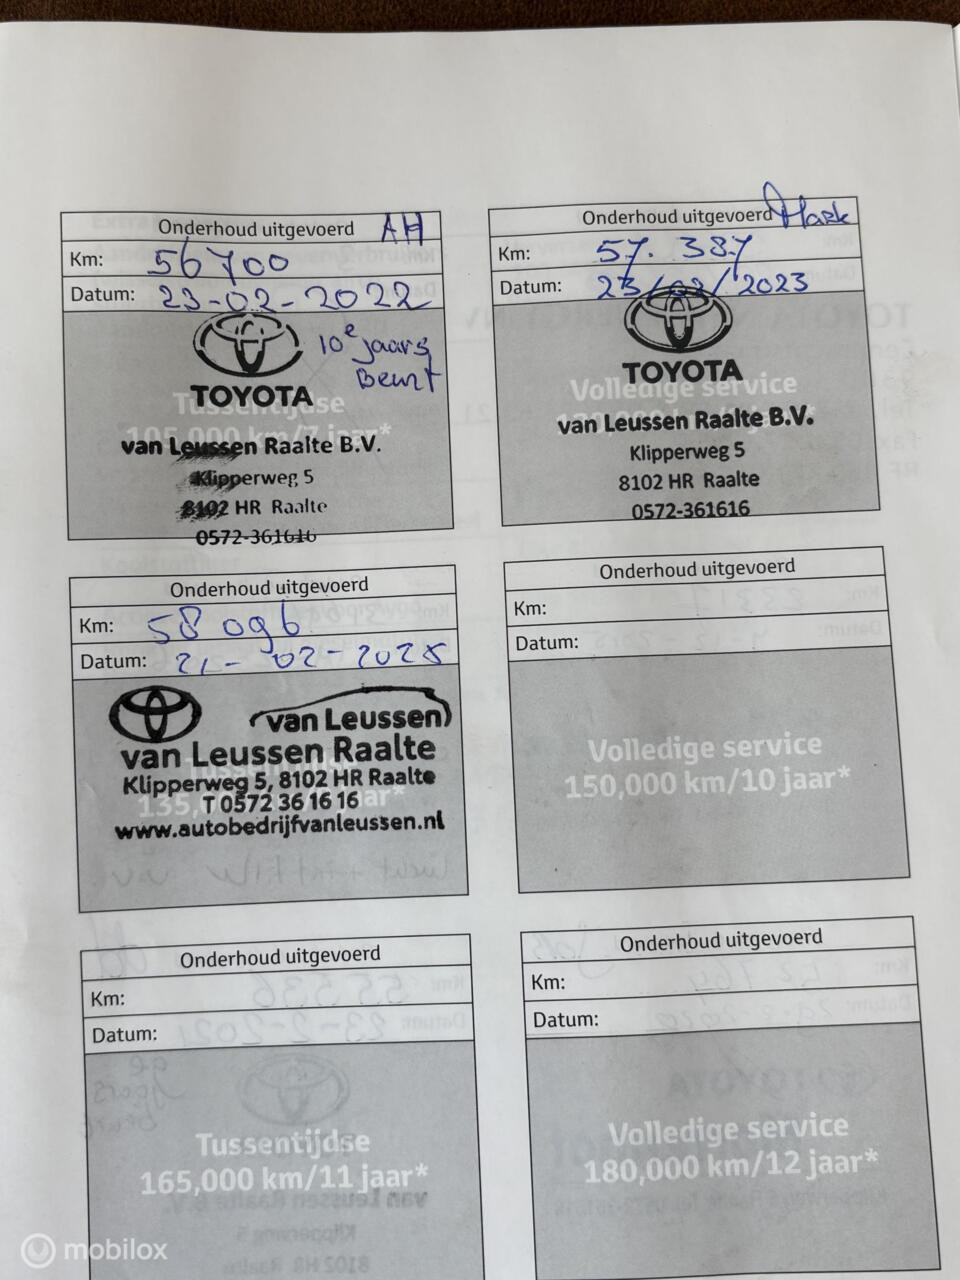 Onderhoud uitgevoerd AH
Km: 56700
Datum: 23-02-2022
10e jaars
Beurt
Tussentijdse
105,000 km/7 jaar*
TOYOTA
van Leussen Raalte B.V.
Klipperweg 5
8102 HR Raalte
0572-361616
Onderhoud uitgevoerd
Km: 57.387
Datum: 23/02/2023
Volledige service
TOYOTA
van Leussen Raalte B.V.
Klipperweg 5
8102 HR Raalte
0572-361616
Onderhoud uitgevoerd
Km: 58096
Datum: 21-02-2025
van Leussen
van Leussen Raalte
Klipperweg 5, 8102 HR Raalte
T 0572 36 16 16
www.autobedrijfvanleussen.nl
Onderhoud uitgevoerd
Km:
Datum:
Volledige service
150,000 km/10 jaar*
Onderhoud uitgevoerd
Km:
Datum:
Tussentijdse
165,000 km/11 jaar*
Onderhoud uitgevoerd
Km:
Datum:
Volledige service
180,000 km/12 jaar*
mobilox